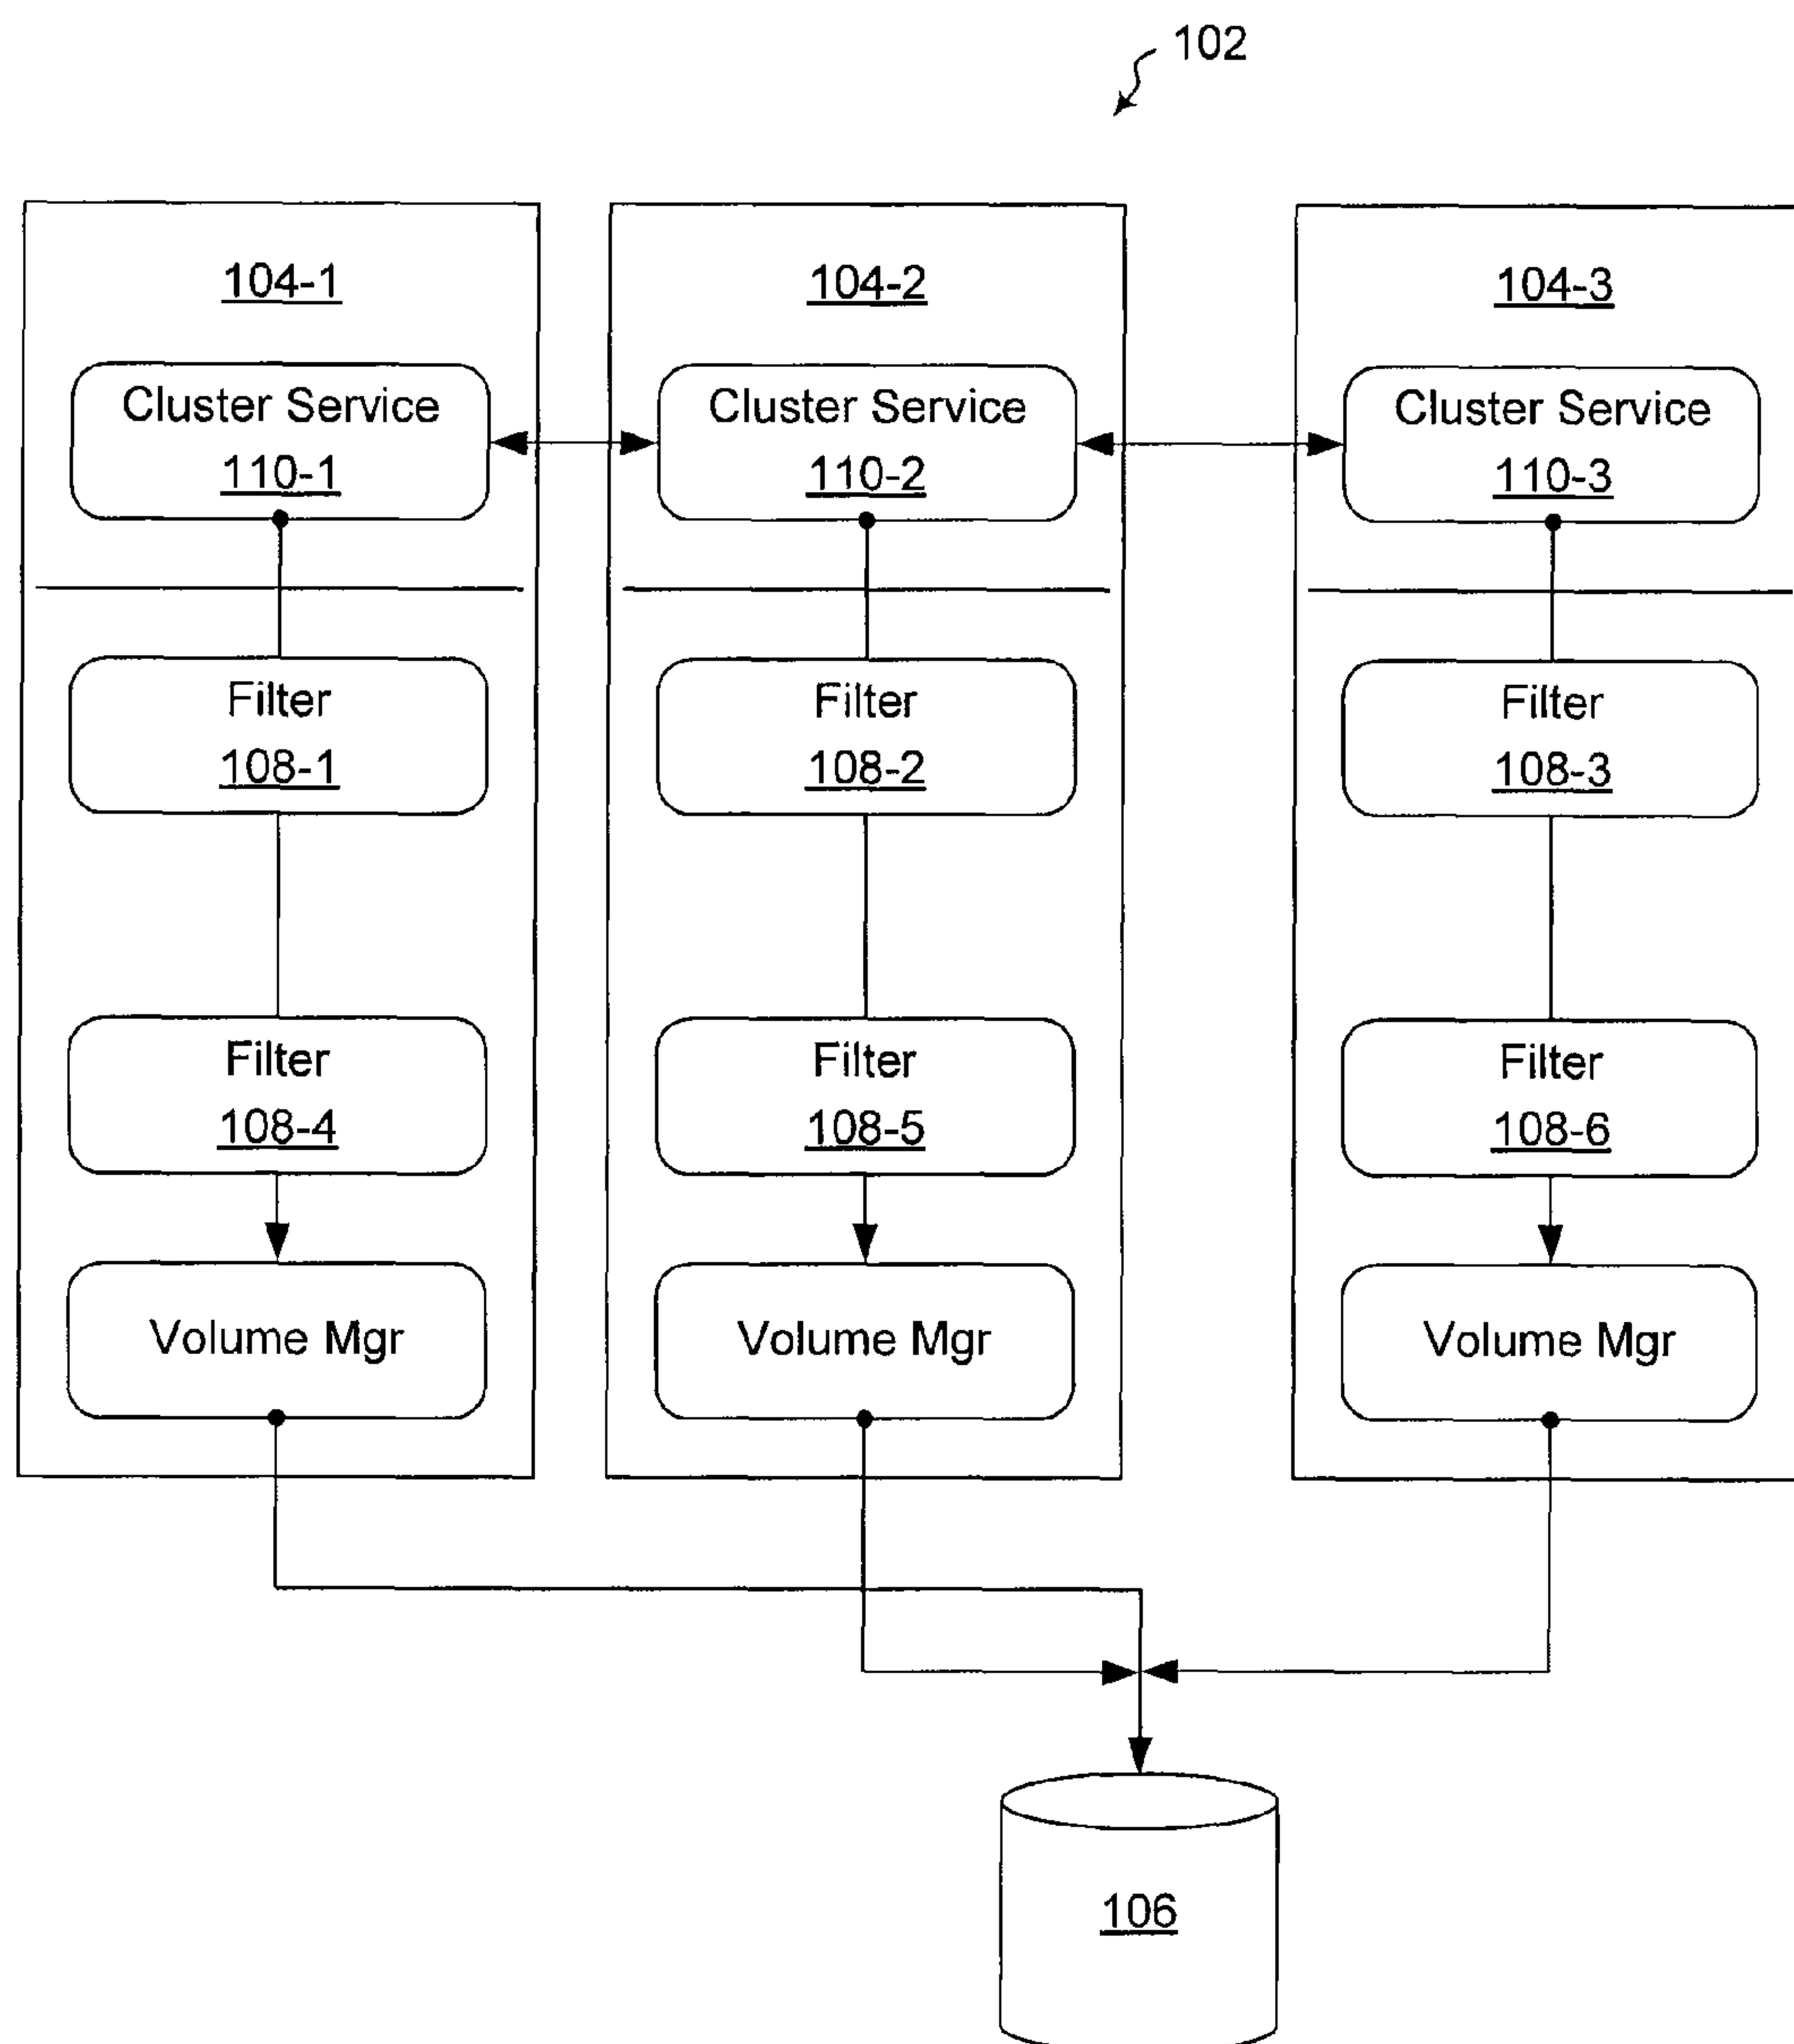 102
104-1
104-2
104-3
Cluster Service
110-1
Cluster Service
110-2
Cluster Service
110-3
Filter
108-1
Filter
108-2
Filter
108-3
Filter
108-4
Filter
108-5
Filter
108-6
Volume Mgr
Volume Mgr
Volume Mgr
106